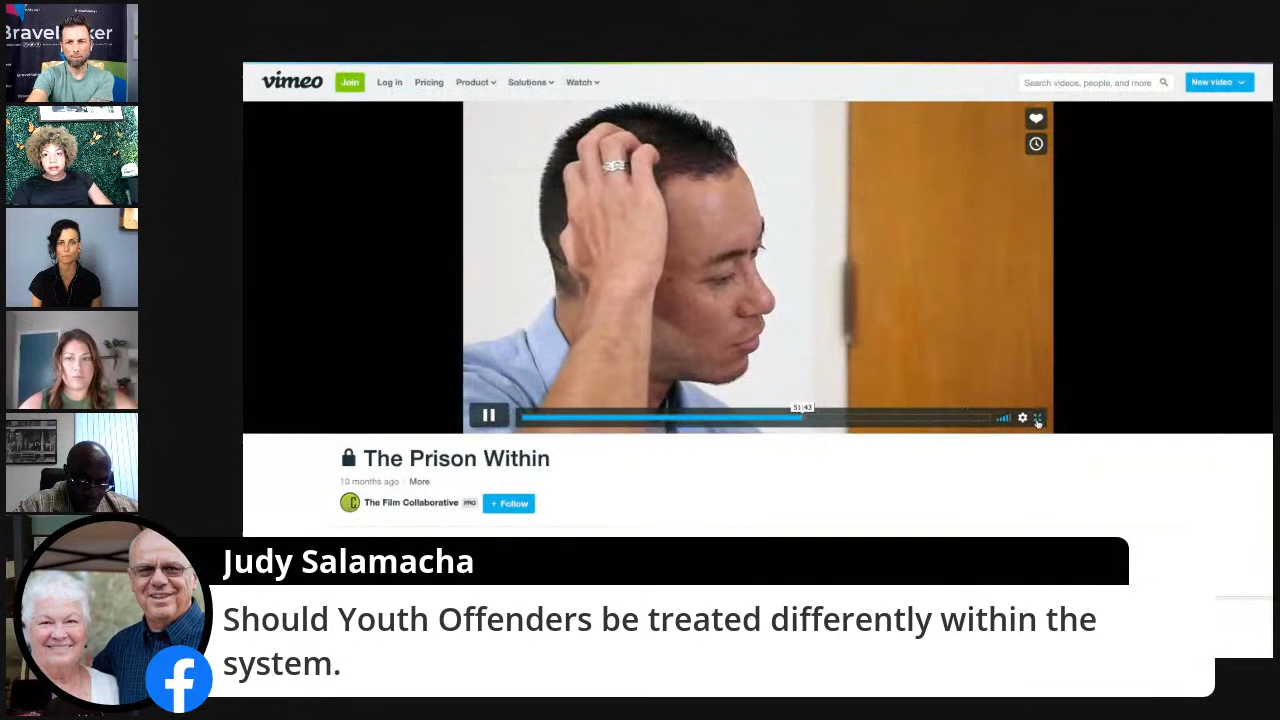 BraveMaker
vimeo
Join Log in Pricing Product Solutions Watch
Search videos, people, and more
New video
51:43
The Prison Within
10 months ago More
The Film Collaborative PRO + Follow
Judy Salamacha
Should Youth Offenders be treated differently within the
system.